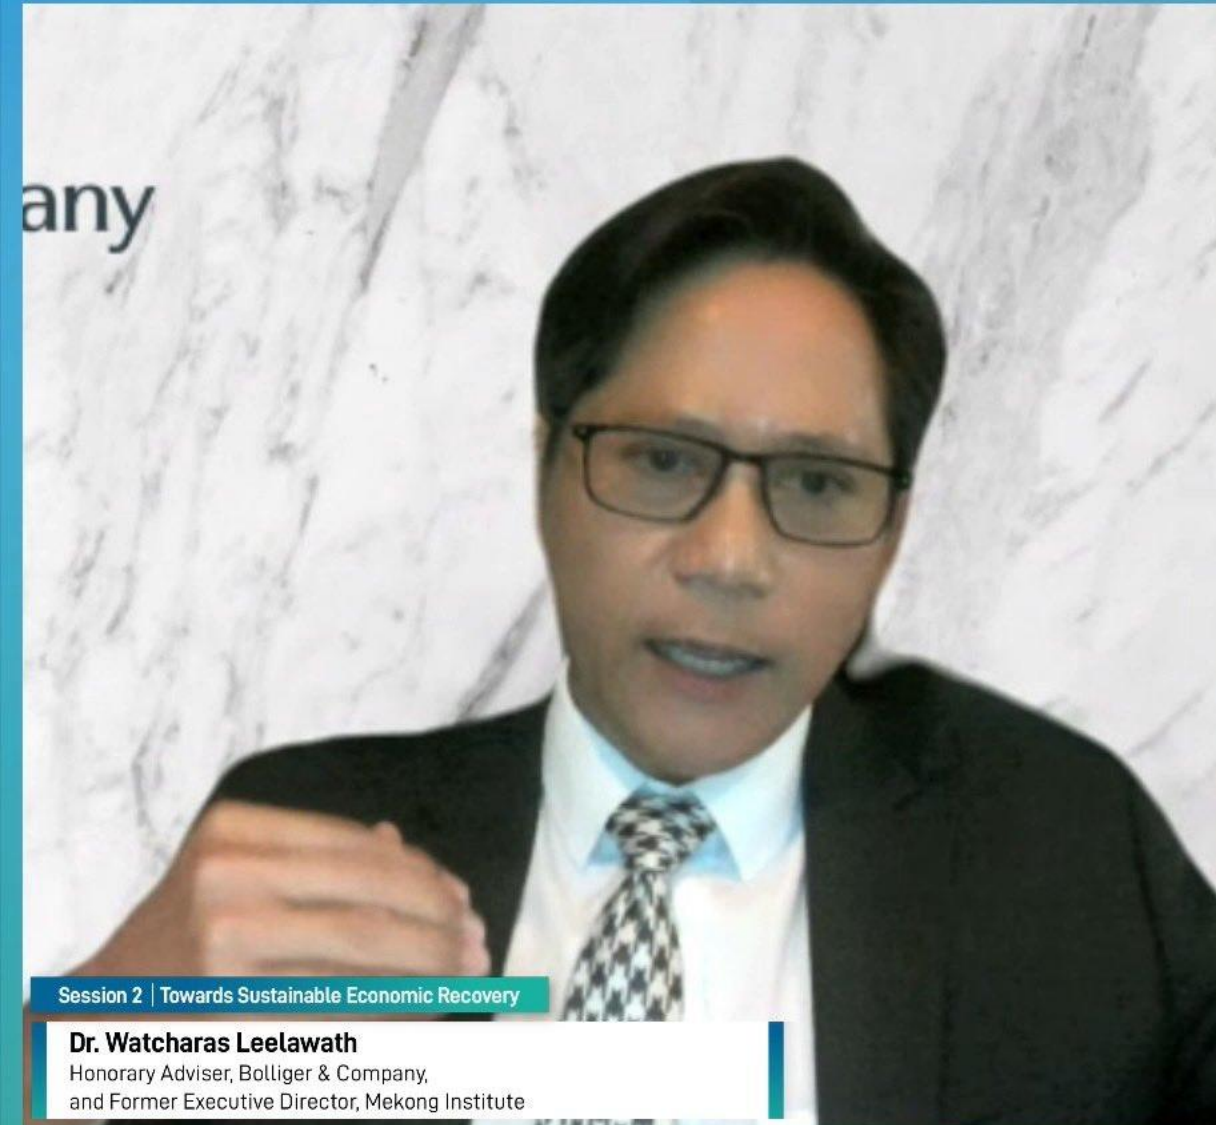 any
Session 2 | Towards Sustainable Economic Recovery
Dr. Watcharas Leelawath
Honorary Adviser, Bolliger & Company,
and Former Executive Director, Mekong Institute